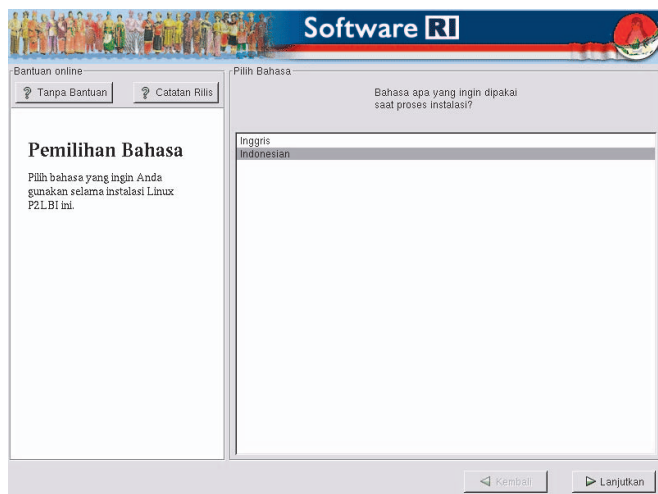 Software RI
Bantuan online
Tanpa Bantuan
Catatan Rilis
Pemilihan Bahasa
Pilih bahasa yang ingin Anda
gunakan selama instalasi Linux
P2LBI ini.
Pilih Bahasa
Bahasa apa yang ingin dipakai
saat proses instalasi?
Inggris
Indonesian
Kembali
Lanjutkan